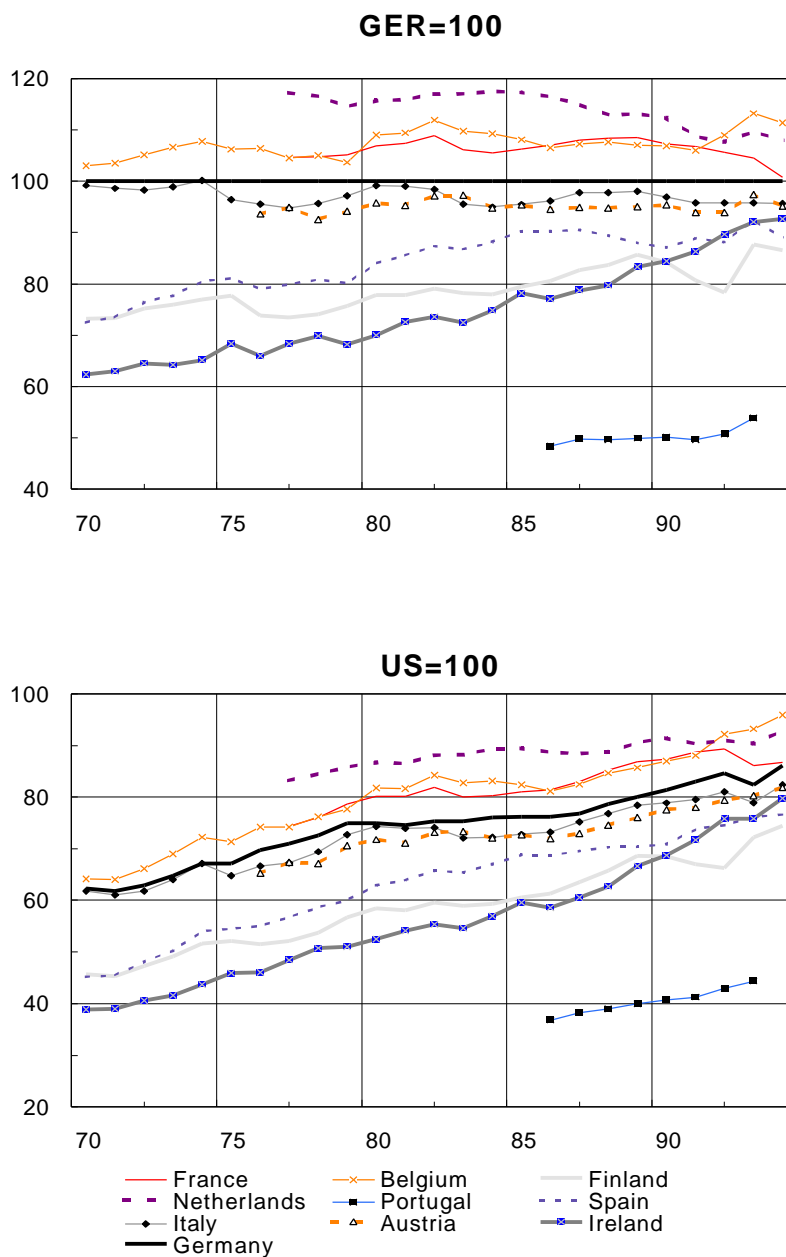 GER=100
120
100
80
60
40
70 75 80 85 90
US=100
100
80
60
40
20
70 75 80 85 90
France Belgium Finland
Netherlands Portugal Spain
Italy Austria Ireland
Germany